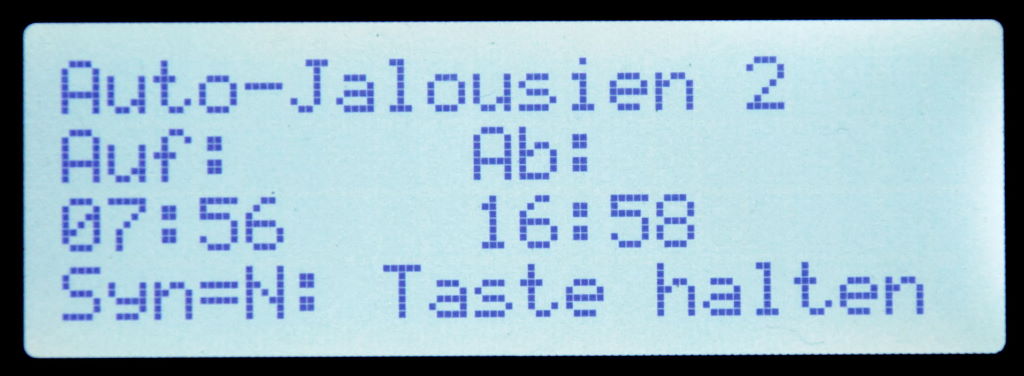 Auto-Jalousien 2
Auf: Ab:
07:56 16:58
Syn=N: Taste halten